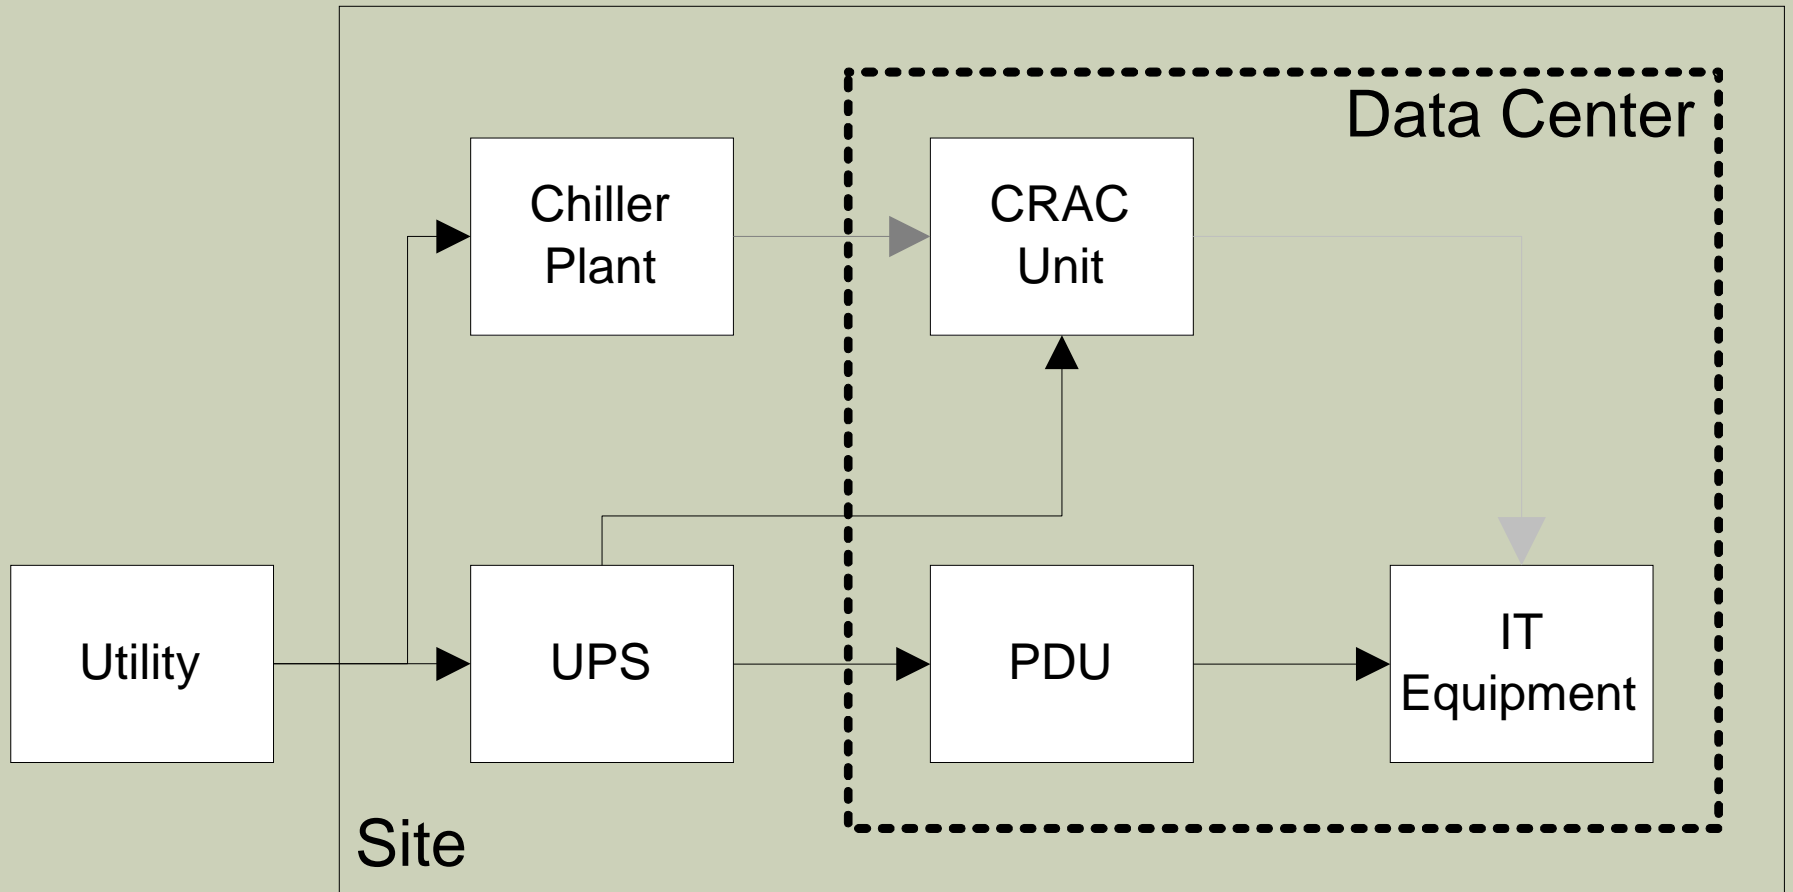 Data Center
Chiller
Plant
CRAC
Unit
Utility
UPS
PDU
IT
Equipment
Site